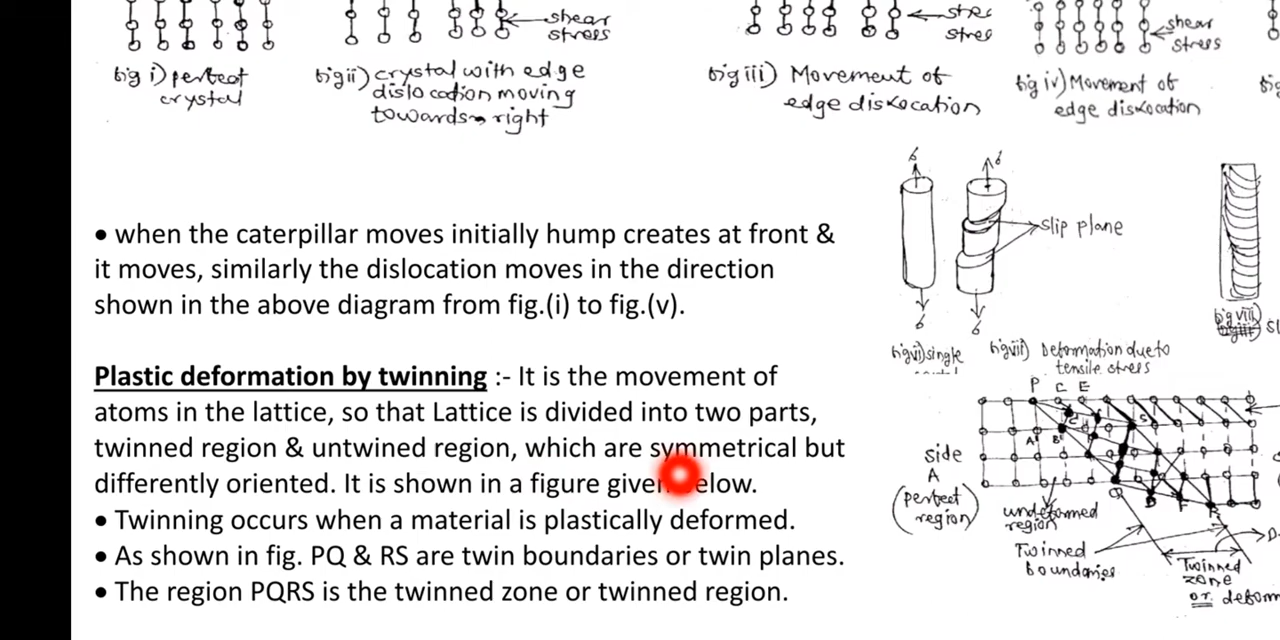 shear
stress
stress
shear
stress
fig i) perfect
crystal
fig ii) crystal with edge
dislocation moving
towards right
fig iii) Movement of
edge dislocation
fig iv) Movement of
edge dislocation
• when the caterpillar moves initially hump creates at front &
it moves, similarly the dislocation moves in the direction
shown in the above diagram from fig.(i) to fig.(v).
slip plane
fig vi) single
fig vii) Deformation due to
tensile stress
fig viii)
Plastic deformation by twinning :- It is the movement of
atoms in the lattice, so that Lattice is divided into two parts,
twinned region & untwined region, which are symmetrical but
differently oriented. It is shown in a figure given below.
• Twinning occurs when a material is plastically deformed.
• As shown in fig. PQ & RS are twin boundaries or twin planes.
• The region PQRS is the twinned zone or twinned region.
P C E
A B
S
side
A
(perfect
region)
Q D F R
undeformed
region
Twinned
boundaries
Twinned
zone
or